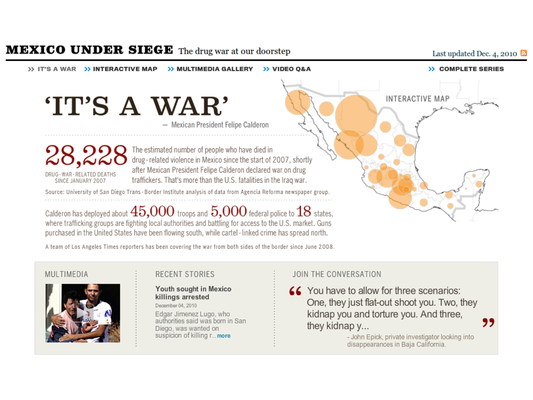 MEXICO UNDER SIEGE The drug war at our doorstep
Last updated Dec. 4, 2010
IT'S A WAR INTERACTIVE MAP MULTIMEDIA GALLERY VIDEO Q&A COMPLETE SERIES
INTERACTIVE MAP
‘IT'S A WAR’
— Mexican President Felipe Calderon
28,228
DRUG-WAR-RELATED DEATHS
SINCE JANUARY 2007
The estimated number of people who have died in
drug-related violence in Mexico since the start of 2007, shortly
after Mexican President Felipe Calderon declared war on drug
traffickers. That's more than the U.S. fatalities in the Iraq war.
Source: University of San Diego Trans-Border Institute analysis of data from Agencia Reforma newspaper group.
Calderon has deployed about 45,000 troops and 5,000 federal police to 18 states,
where trafficking groups are fighting local authorities and battling for access to the U.S. market. Guns
purchased in the United States have been flowing south, while cartel-linked crime has spread north.
A team of Los Angeles Times reporters has been covering the war from both sides of the border since June 2008.
MULTIMEDIA
RECENT STORIES
Youth sought in Mexico
killings arrested
December 04, 2010
Edgar Jimenez Lugo, who
authorities said was born in San
Diego, was wanted on
suspicion of killing r... more
JOIN THE CONVERSATION
“ You have to allow for three scenarios:
One, they just flat-out shoot you. Two, they
kidnap you and torture you. And three,
they kidnap y... ”
- John Epick, private investigator looking into
disappearances in Baja California.